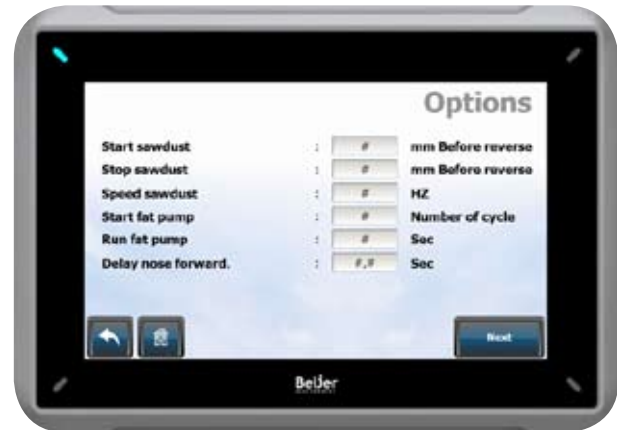 Options
Start sawdust : # mm Before reverse
Stop sawdust : # mm Before reverse
Speed sawdust : # HZ
Start fat pump : # Number of cycle
Run fat pump : # Sec
Delay nose forward. : #,# Sec
Next
Beijer